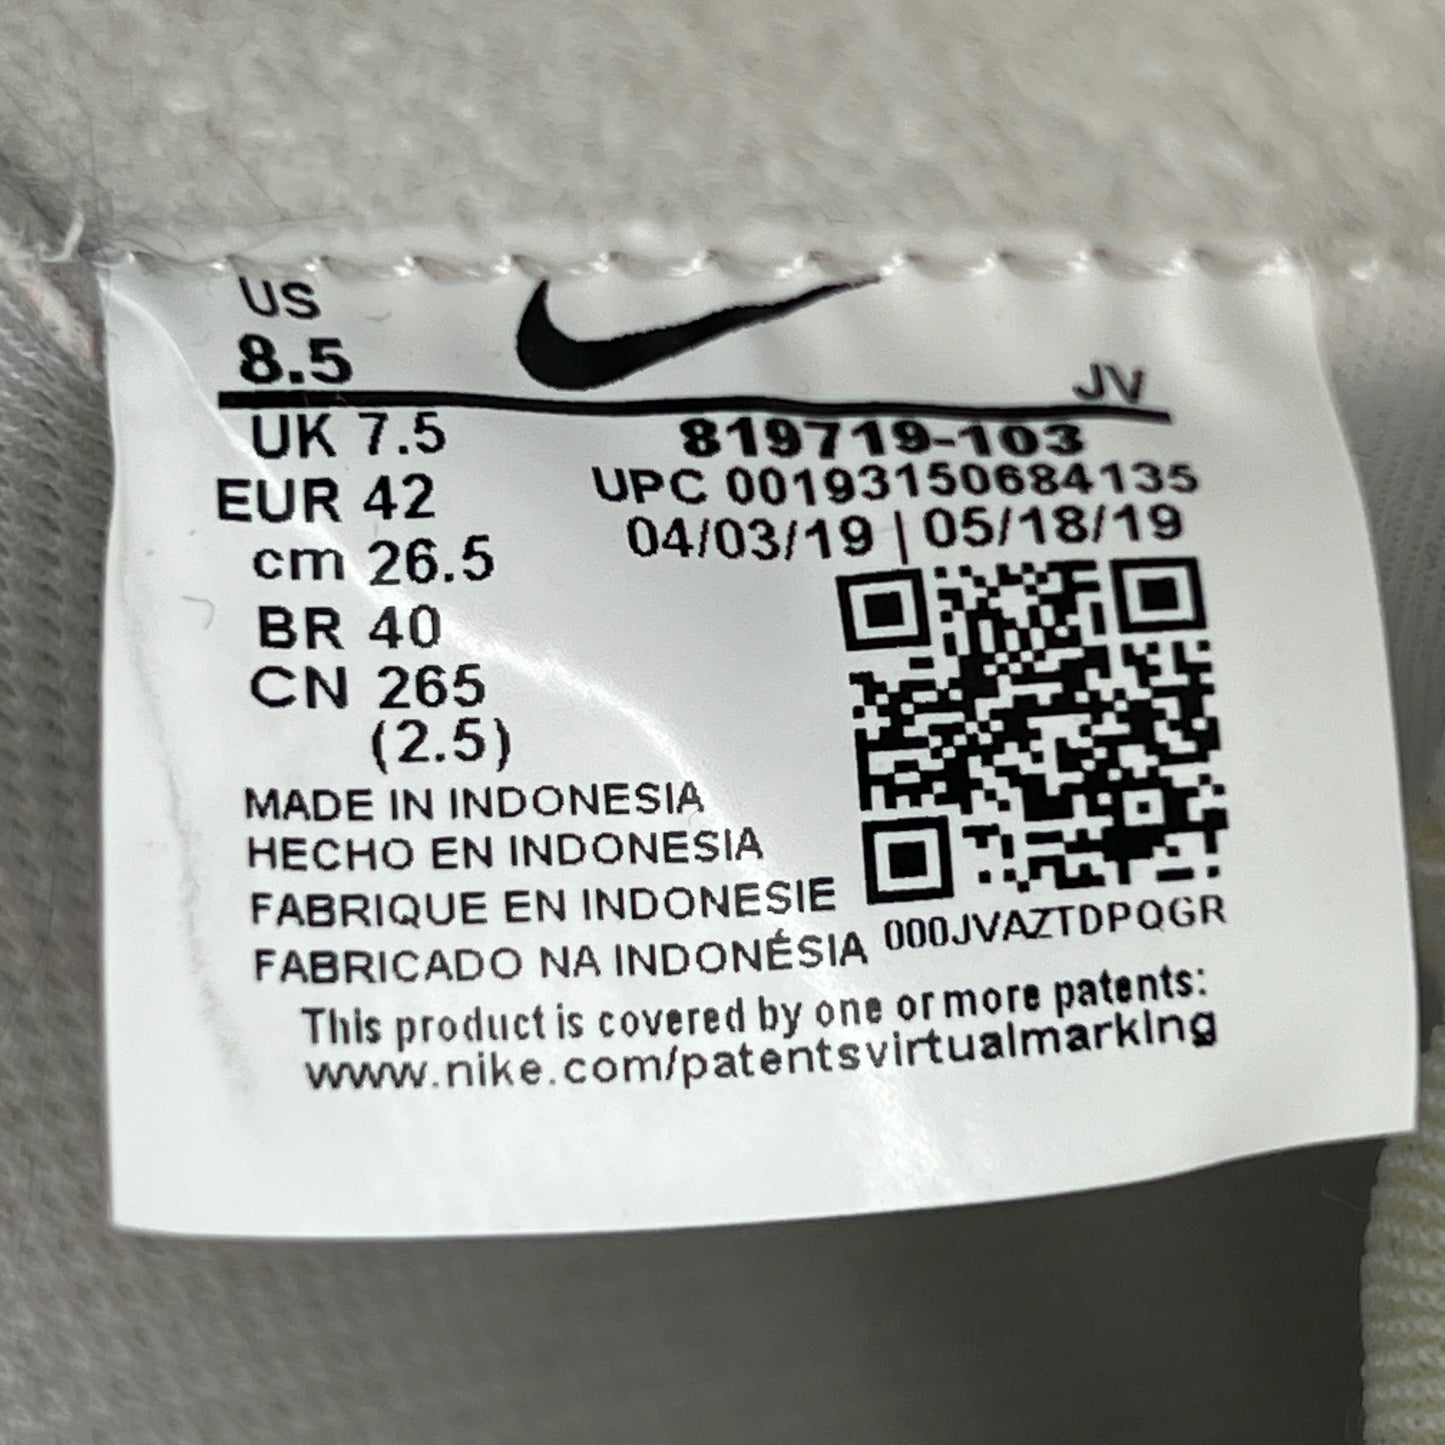 US
8.5
JV
UK 7.5
EUR 42
cm 26.5
BR 40
CN 265
(2.5)
819719-103
UPC 00193150684135
04/03/19 | 05/18/19
MADE IN INDONESIA
HECHO EN INDONESIA
FABRIQUE EN INDONESIE
FABRICADO NA INDONÉSIA
000JVAZTDPQGR
This product is covered by one or more patents:
www.nike.com/patentsvirtualmarking